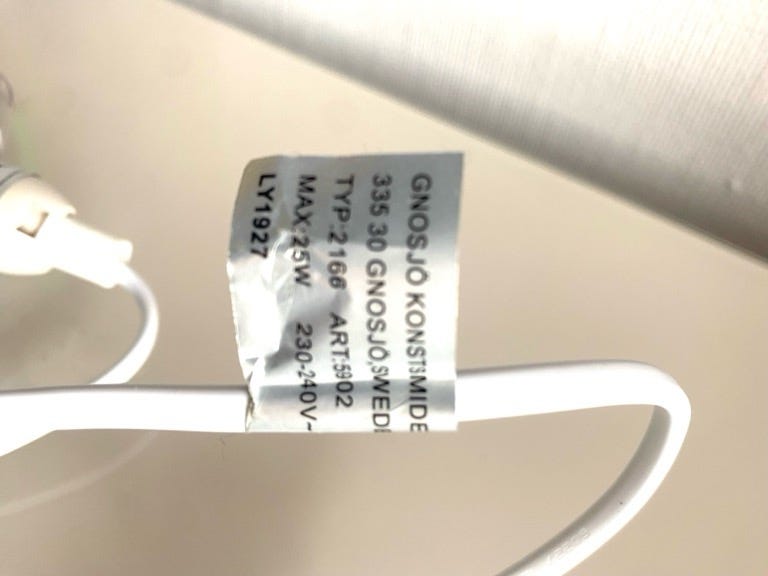 GNOSJÖ KONSTSMIDE
335 30 GNOSJÖ,SWED
TYP:2166 ART:5902
MAX:25W 230-240V~
LY1927